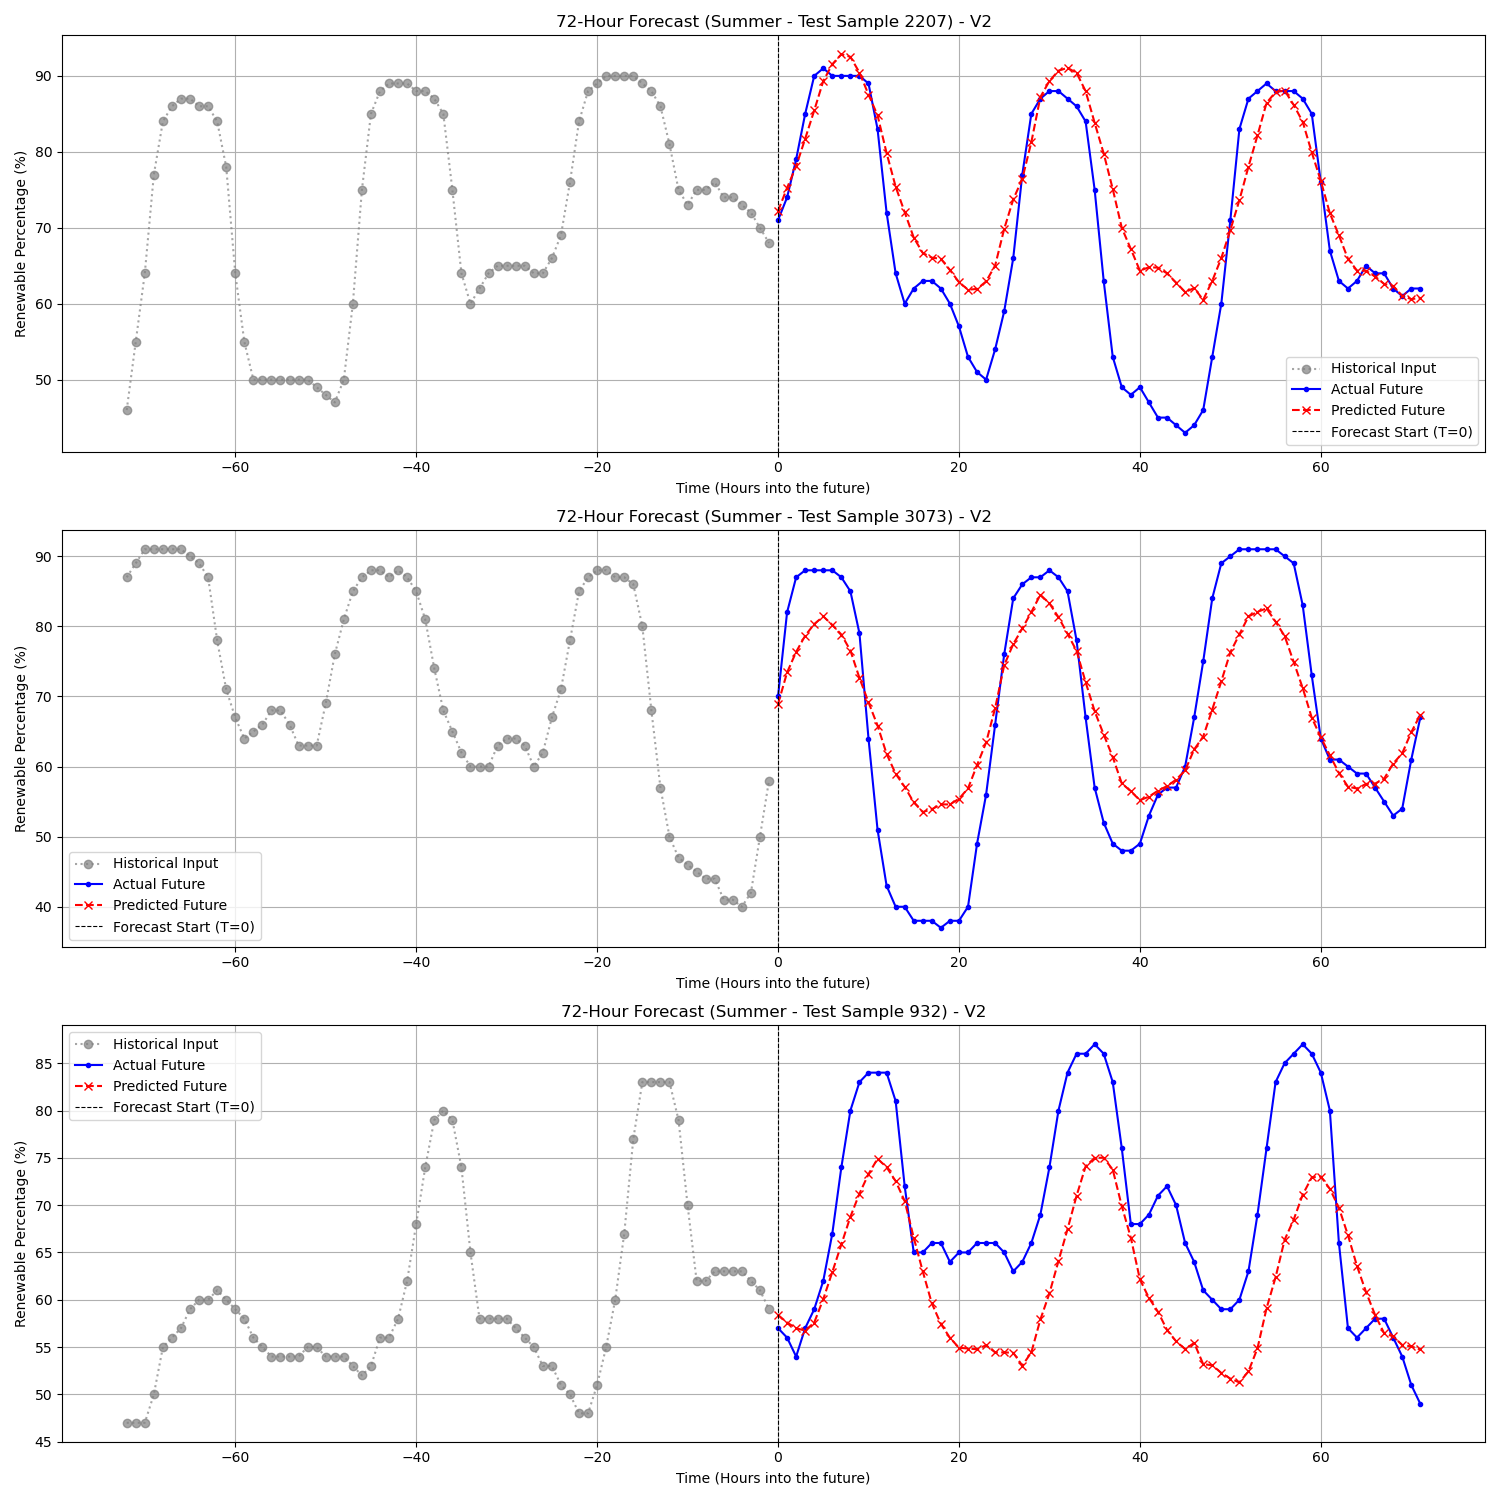 72-Hour Forecast (Summer - Test Sample 2207) - V2
Renewable Percentage (%)
90
80
70
60
50
Historical Input
Actual Future
Predicted Future
Forecast Start (T=0)
−60 −40 −20 0 20 40 60
Time (Hours into the future)
72-Hour Forecast (Summer - Test Sample 3073) - V2
Renewable Percentage (%)
90
80
70
60
50
40
Historical Input
Actual Future
Predicted Future
Forecast Start (T=0)
−60 −40 −20 0 20 40 60
Time (Hours into the future)
72-Hour Forecast (Summer - Test Sample 932) - V2
Renewable Percentage (%)
85
80
75
70
65
60
55
50
45
Historical Input
Actual Future
Predicted Future
Forecast Start (T=0)
−60 −40 −20 0 20 40 60
Time (Hours into the future)